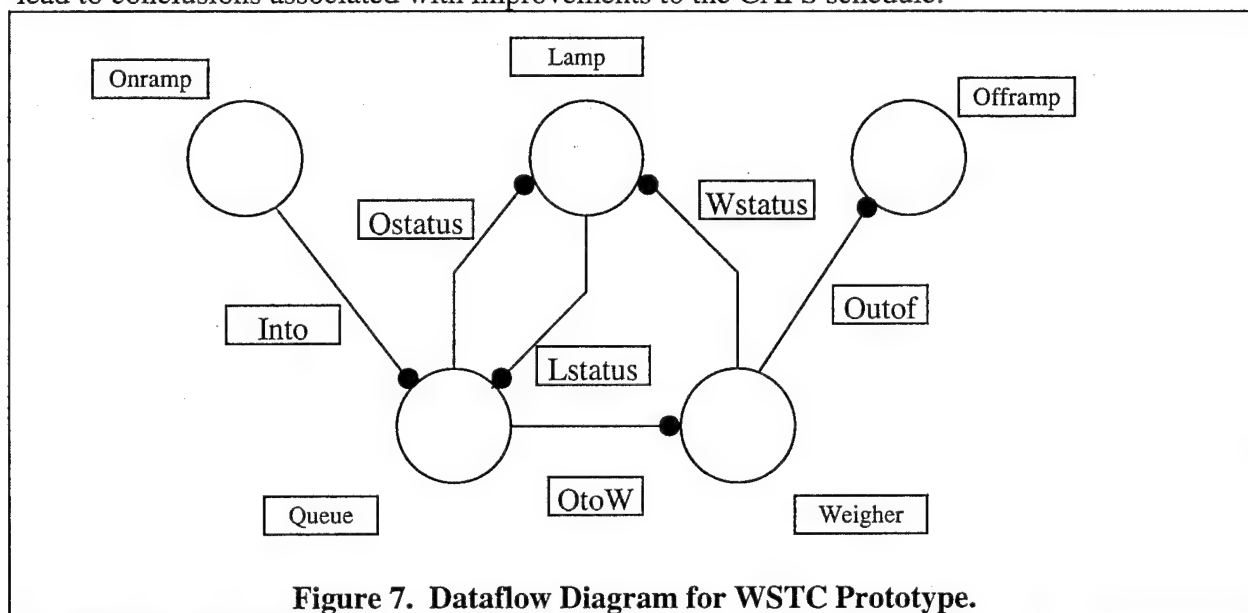 lead to conclusions associated with improvements to the CAPS schedule.
Lamp
Onramp
Offramp
Ostatus
Wstatus
Into
Outof
Lstatus
OtoW
Queue
Weigher
Figure 7. Dataflow Diagram for WSTC Prototype.